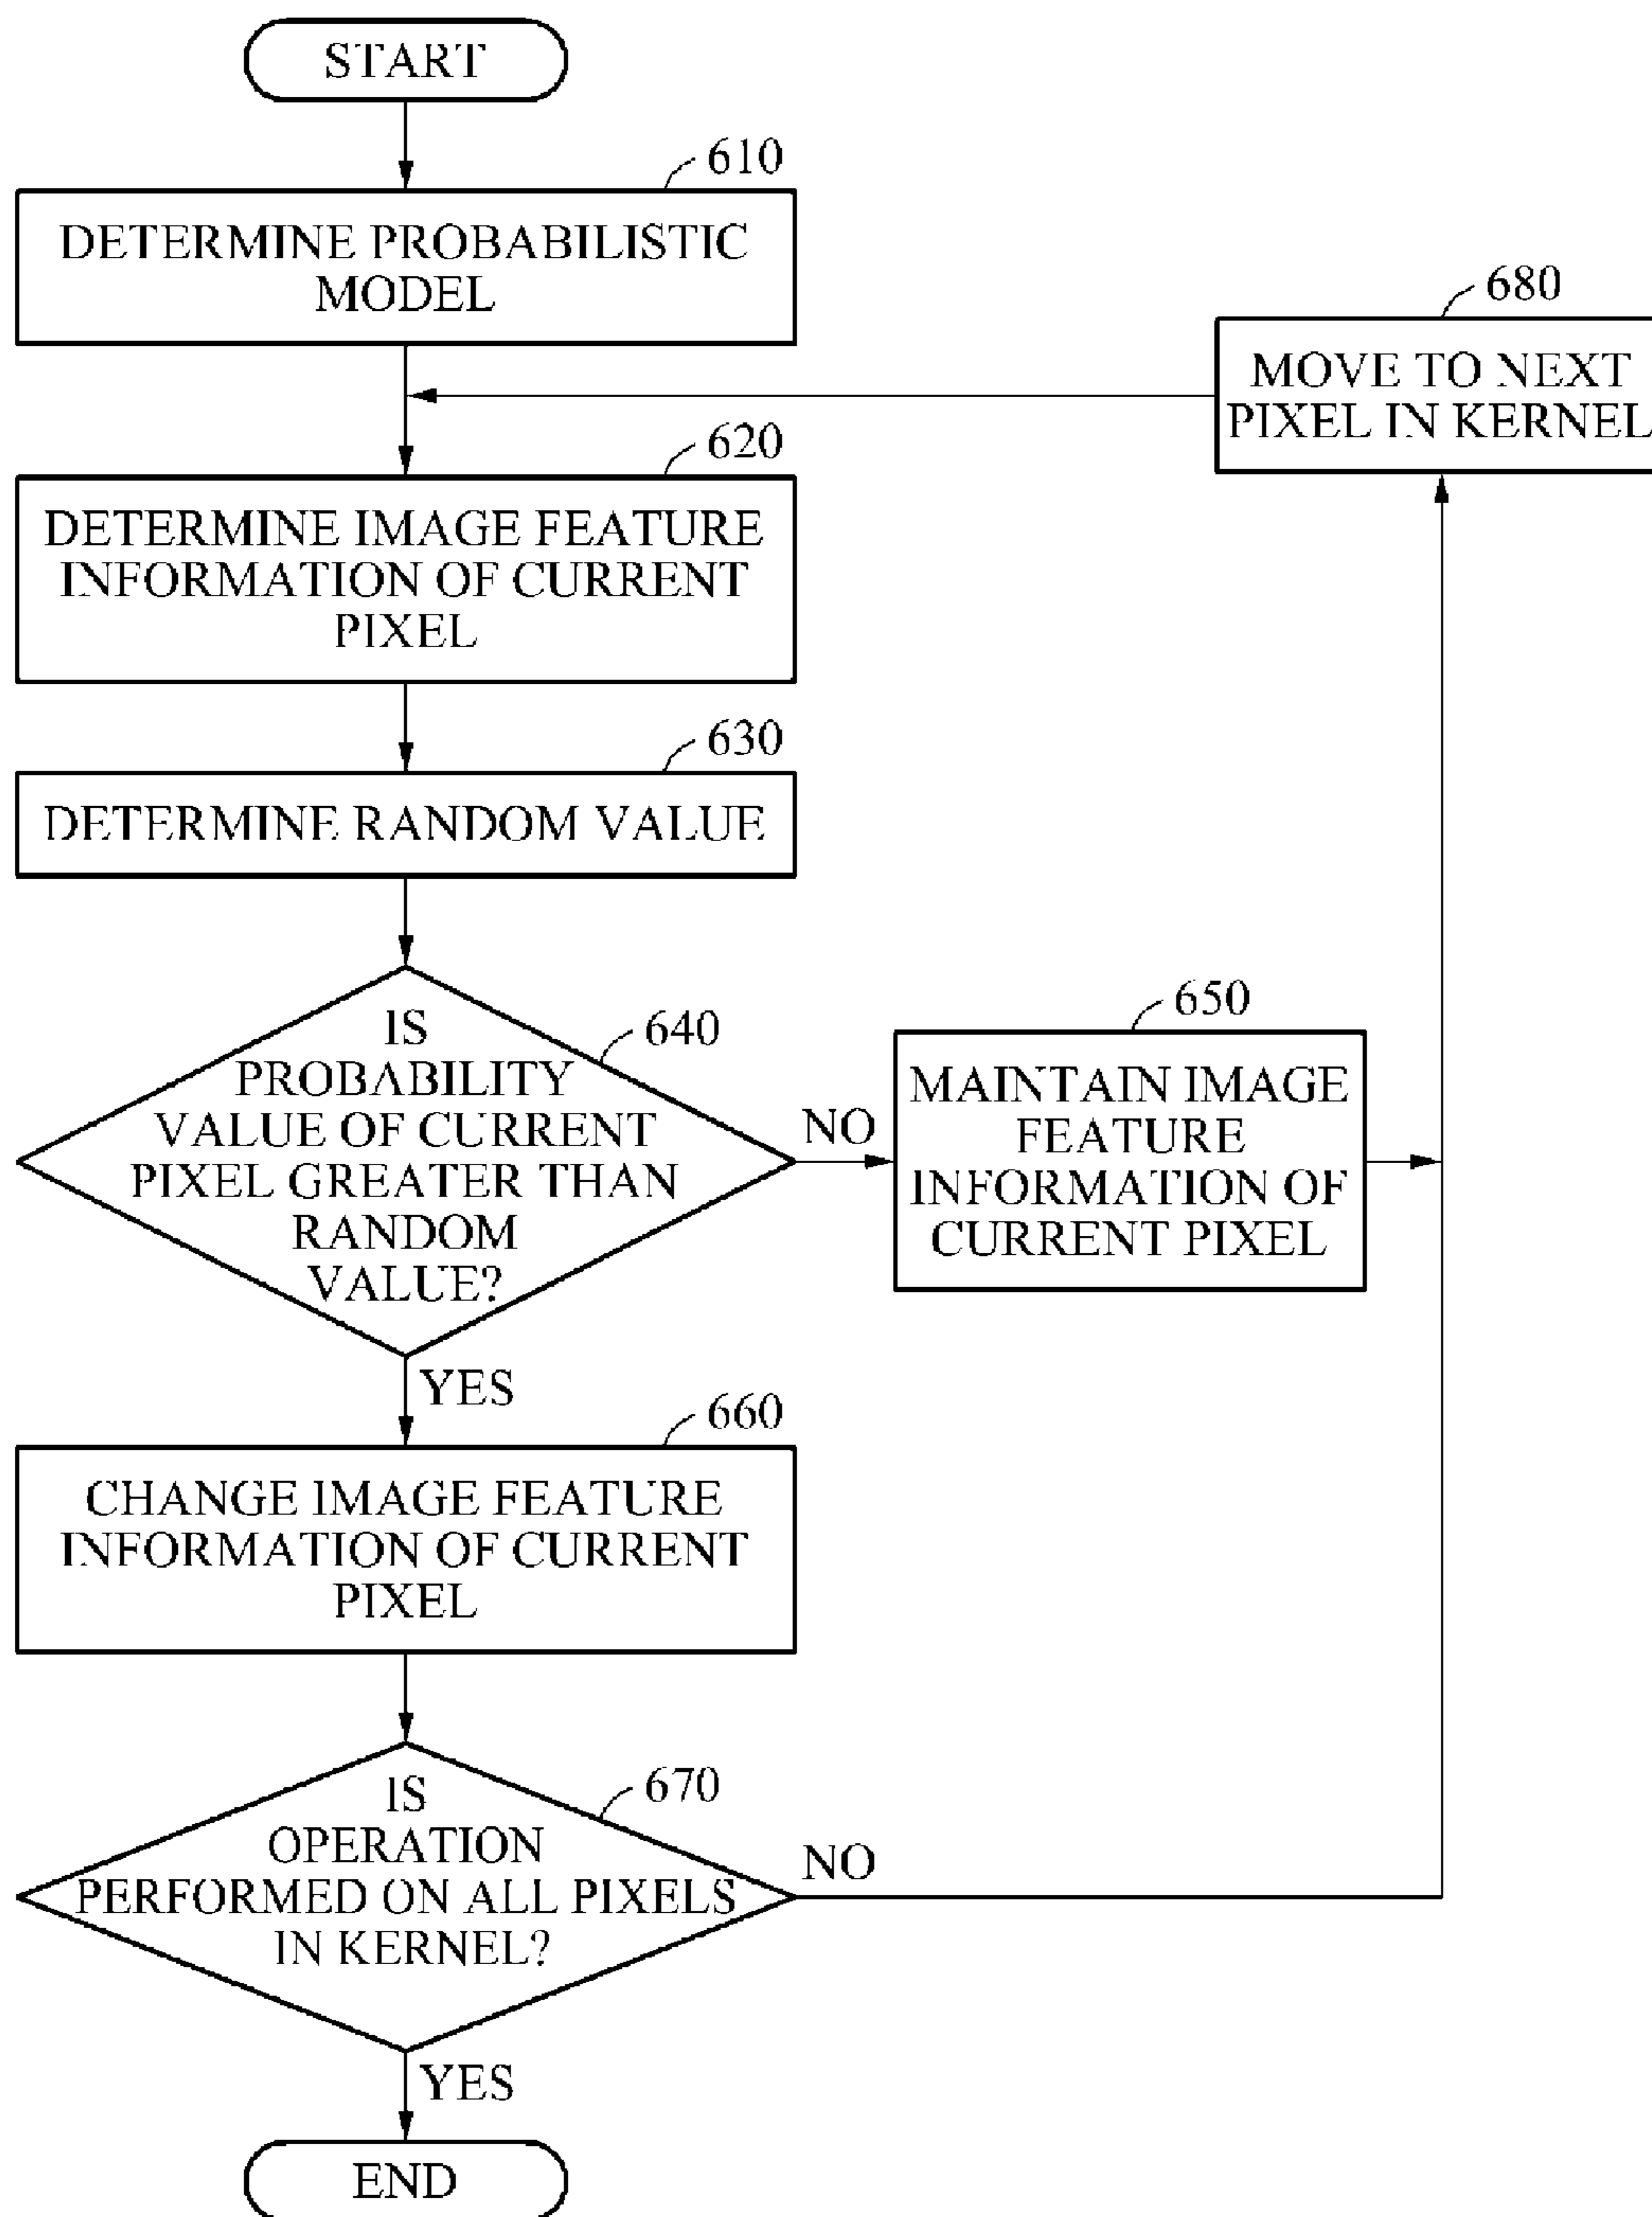 START
610
DETERMINE PROBABILISTIC
MODEL
680
MOVE TO NEXT
PIXEL IN KERNEL
620
DETERMINE IMAGE FEATURE
INFORMATION OF CURRENT
PIXEL
630
DETERMINE RANDOM VALUE
640
IS
PROBABILITY
VALUE OF CURRENT
PIXEL GREATER THAN
RANDOM
VALUE?
NO
650
MAINTAIN IMAGE
FEATURE
INFORMATION OF
CURRENT PIXEL
YES
660
CHANGE IMAGE FEATURE
INFORMATION OF CURRENT
PIXEL
670
IS
OPERATION
PERFORMED ON ALL PIXELS
IN KERNEL?
NO
YES
END